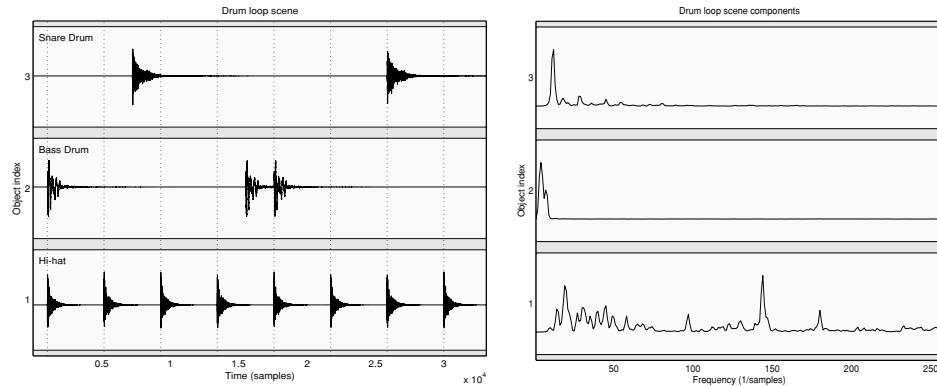 Drum loop scene
Snare Drum
3
Bass Drum
2
Hi-hat
1
Object index
0.5 1 1.5 2 2.5 3
Time (samples)
x 10^4
Drum loop scene components
3
2
1
Object index
50 100 150 200 250
Frequency (1/samples)